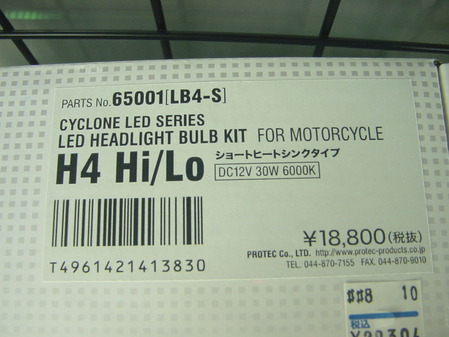 PARTS No. 65001[LB4-S]
CYCLONE LED SERIES
LED HEADLIGHT BULB KIT FOR MOTORCYCLE
H4 Hi/Lo ショートヒートシンクタイプ
DC12V 30W 6000K
T4961421413830
¥18,800(税抜)
PROTEC Co., LTD. http://www.protec-products.co.jp
TEL. 044-870-7155 FAX. 044-870-9010
##8 10
税込